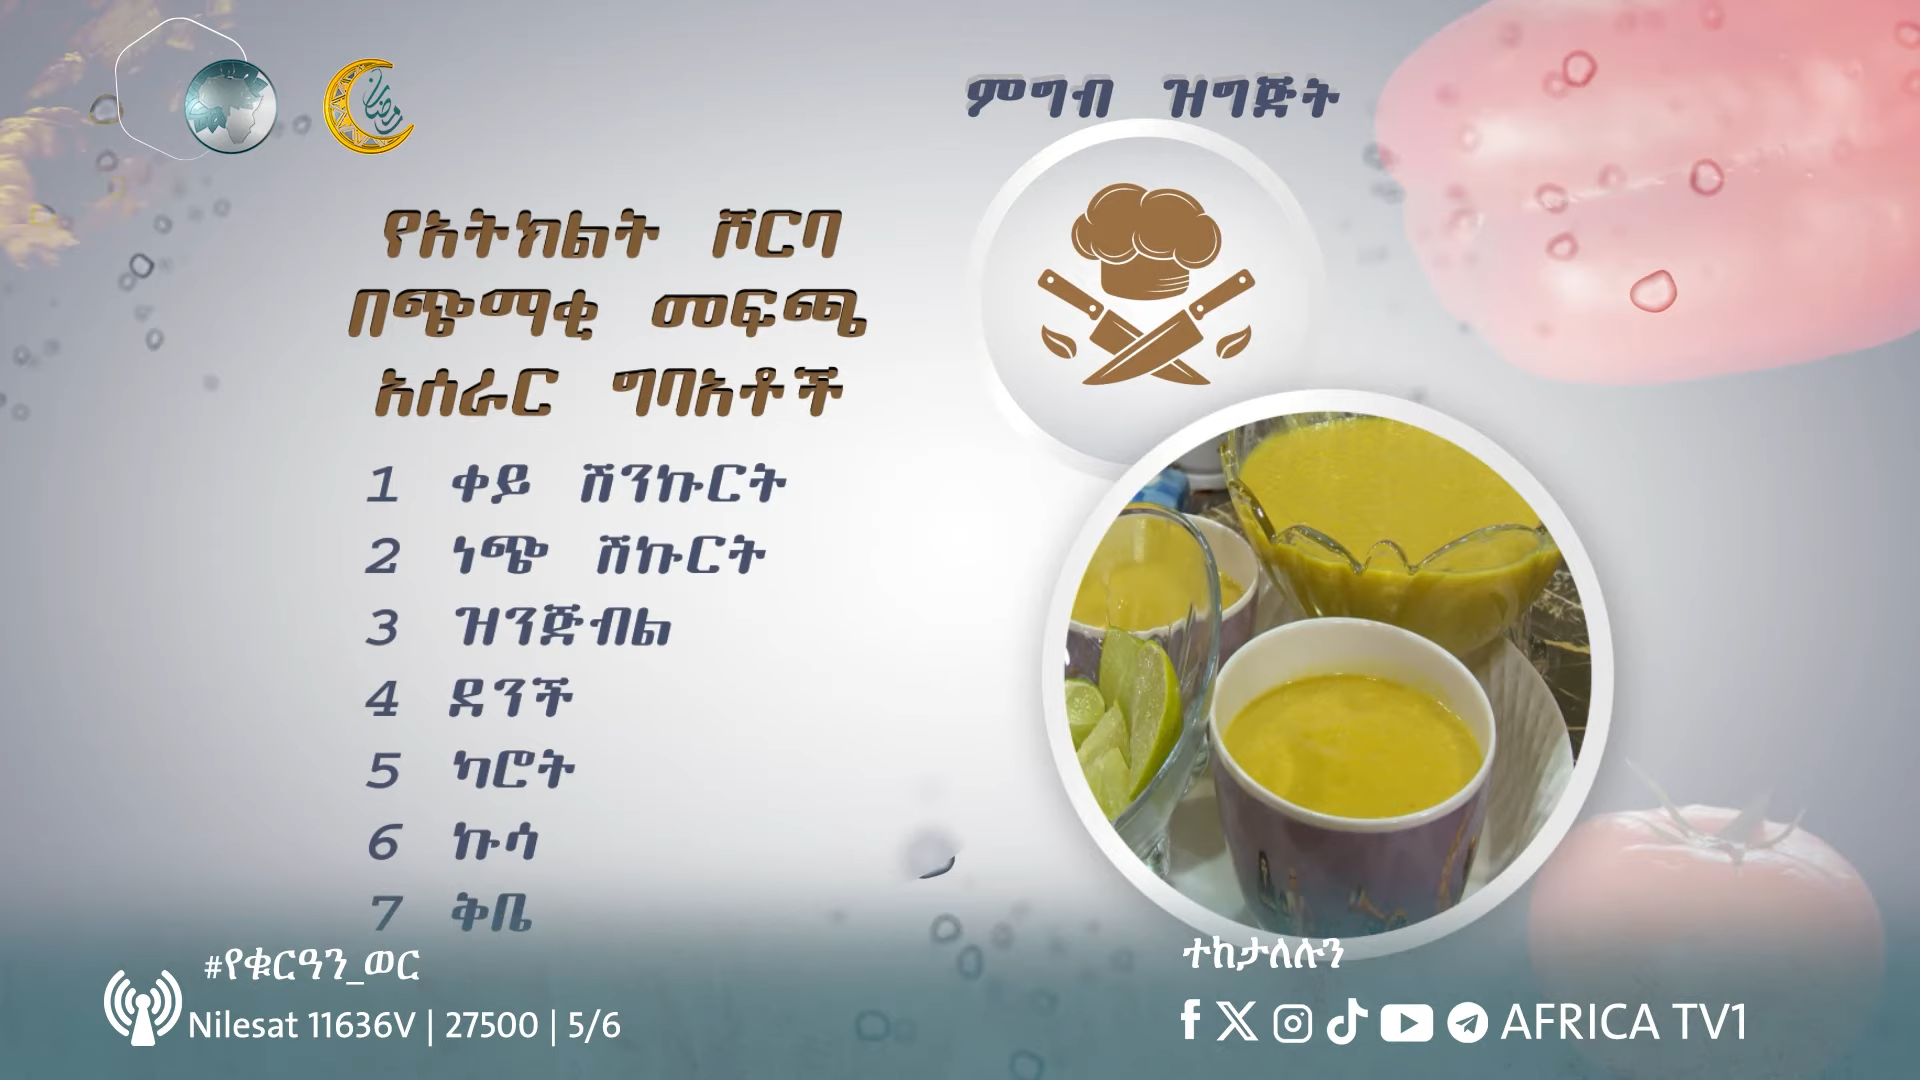 ምግብ ዝግጅት
የአትክልት ሾርባ
በጭማቂ መፍጫ
አሰራር ግባአቶች
1 ቀይ ሽንኩርት
2 ነጭ ሽኩርት
3 ዝንጅብል
4 ደንች
5 ካሮት
6 ኩሳ
7 ቅቤ
#የቁርዓን_ወር
Nilesat 11636V | 27500 | 5/6
ተከታለሉን
AFRICA TV1